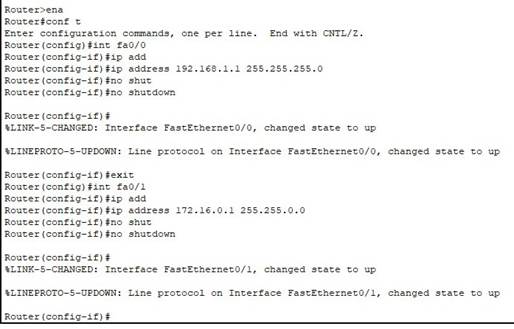 Router>ena
Router#conf t
Enter configuration commands, one per line.  End with CNTL/Z.
Router(config)#int fa0/0
Router(config-if)#ip add
Router(config-if)#ip address 192.168.1.1 255.255.255.0
Router(config-if)#no shut
Router(config-if)#no shutdown
Router(config-if)#
%LINK-5-CHANGED: Interface FastEthernet0/0, changed state to up
%LINEPROTO-5-UPDOWN: Line protocol on Interface FastEthernet0/0, changed state to up
Router(config-if)#exit
Router(config)#int fa0/1
Router(config-if)#ip add
Router(config-if)#ip address 172.16.0.1 255.255.0.0
Router(config-if)#no shut
Router(config-if)#no shutdown
Router(config-if)#
%LINK-5-CHANGED: Interface FastEthernet0/1, changed state to up
%LINEPROTO-5-UPDOWN: Line protocol on Interface FastEthernet0/1, changed state to up
Router(config-if)#